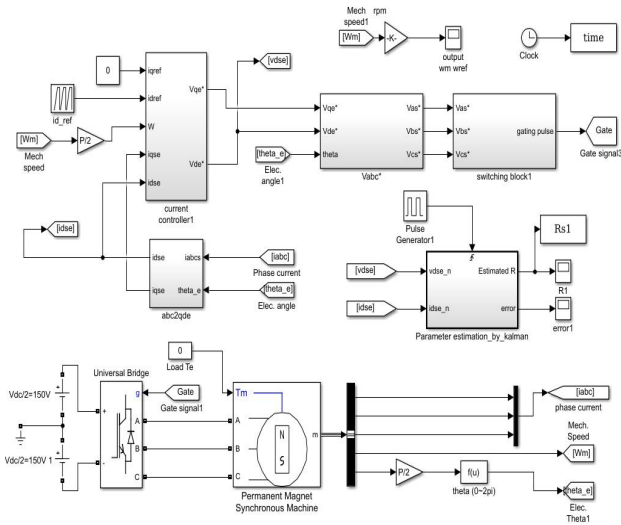 Mech speed1
rpm
[Wm]
-K-
output
wm wref
Clock
time
0
iqref
idref
W
iqse
idse
Vqe*
Vde*
current
controller1
id_ref
[Wm]
Mech
speed
P/2
[vdse]
[theta_e]
Elec.
angle1
Vqe*
Vde*
theta
Vas*
Vbs*
Vcs*
Vabc*
Vas*
Vbs*
Vcs*
gating pulse
switching block1
Gate
Gate signal3
[idse]
idse
iqse
iabcs
theta_e
abc2qde
[iabc]
Phase current
[theta_e]
Elec. angle
Pulse
Generator1
[vdse]
[idse]
vdse_n
idse_n
Estimated R
error
Parameter estimation_by_kalman
Rs1
R1
error1
Vdc/2=150V
Vdc/2=150V 1
+
-
Universal Bridge
g
A
B
C
Gate
Gate signal1
0
Load Te
Tm
A
B
C
N
S
m
Permanent Magnet
Synchronous Machine
[iabc]
phase current
Mech.
Speed
[Wm]
P/2
f(u)
theta (0~2pi)
[theta_e]
Elec.
Theta1